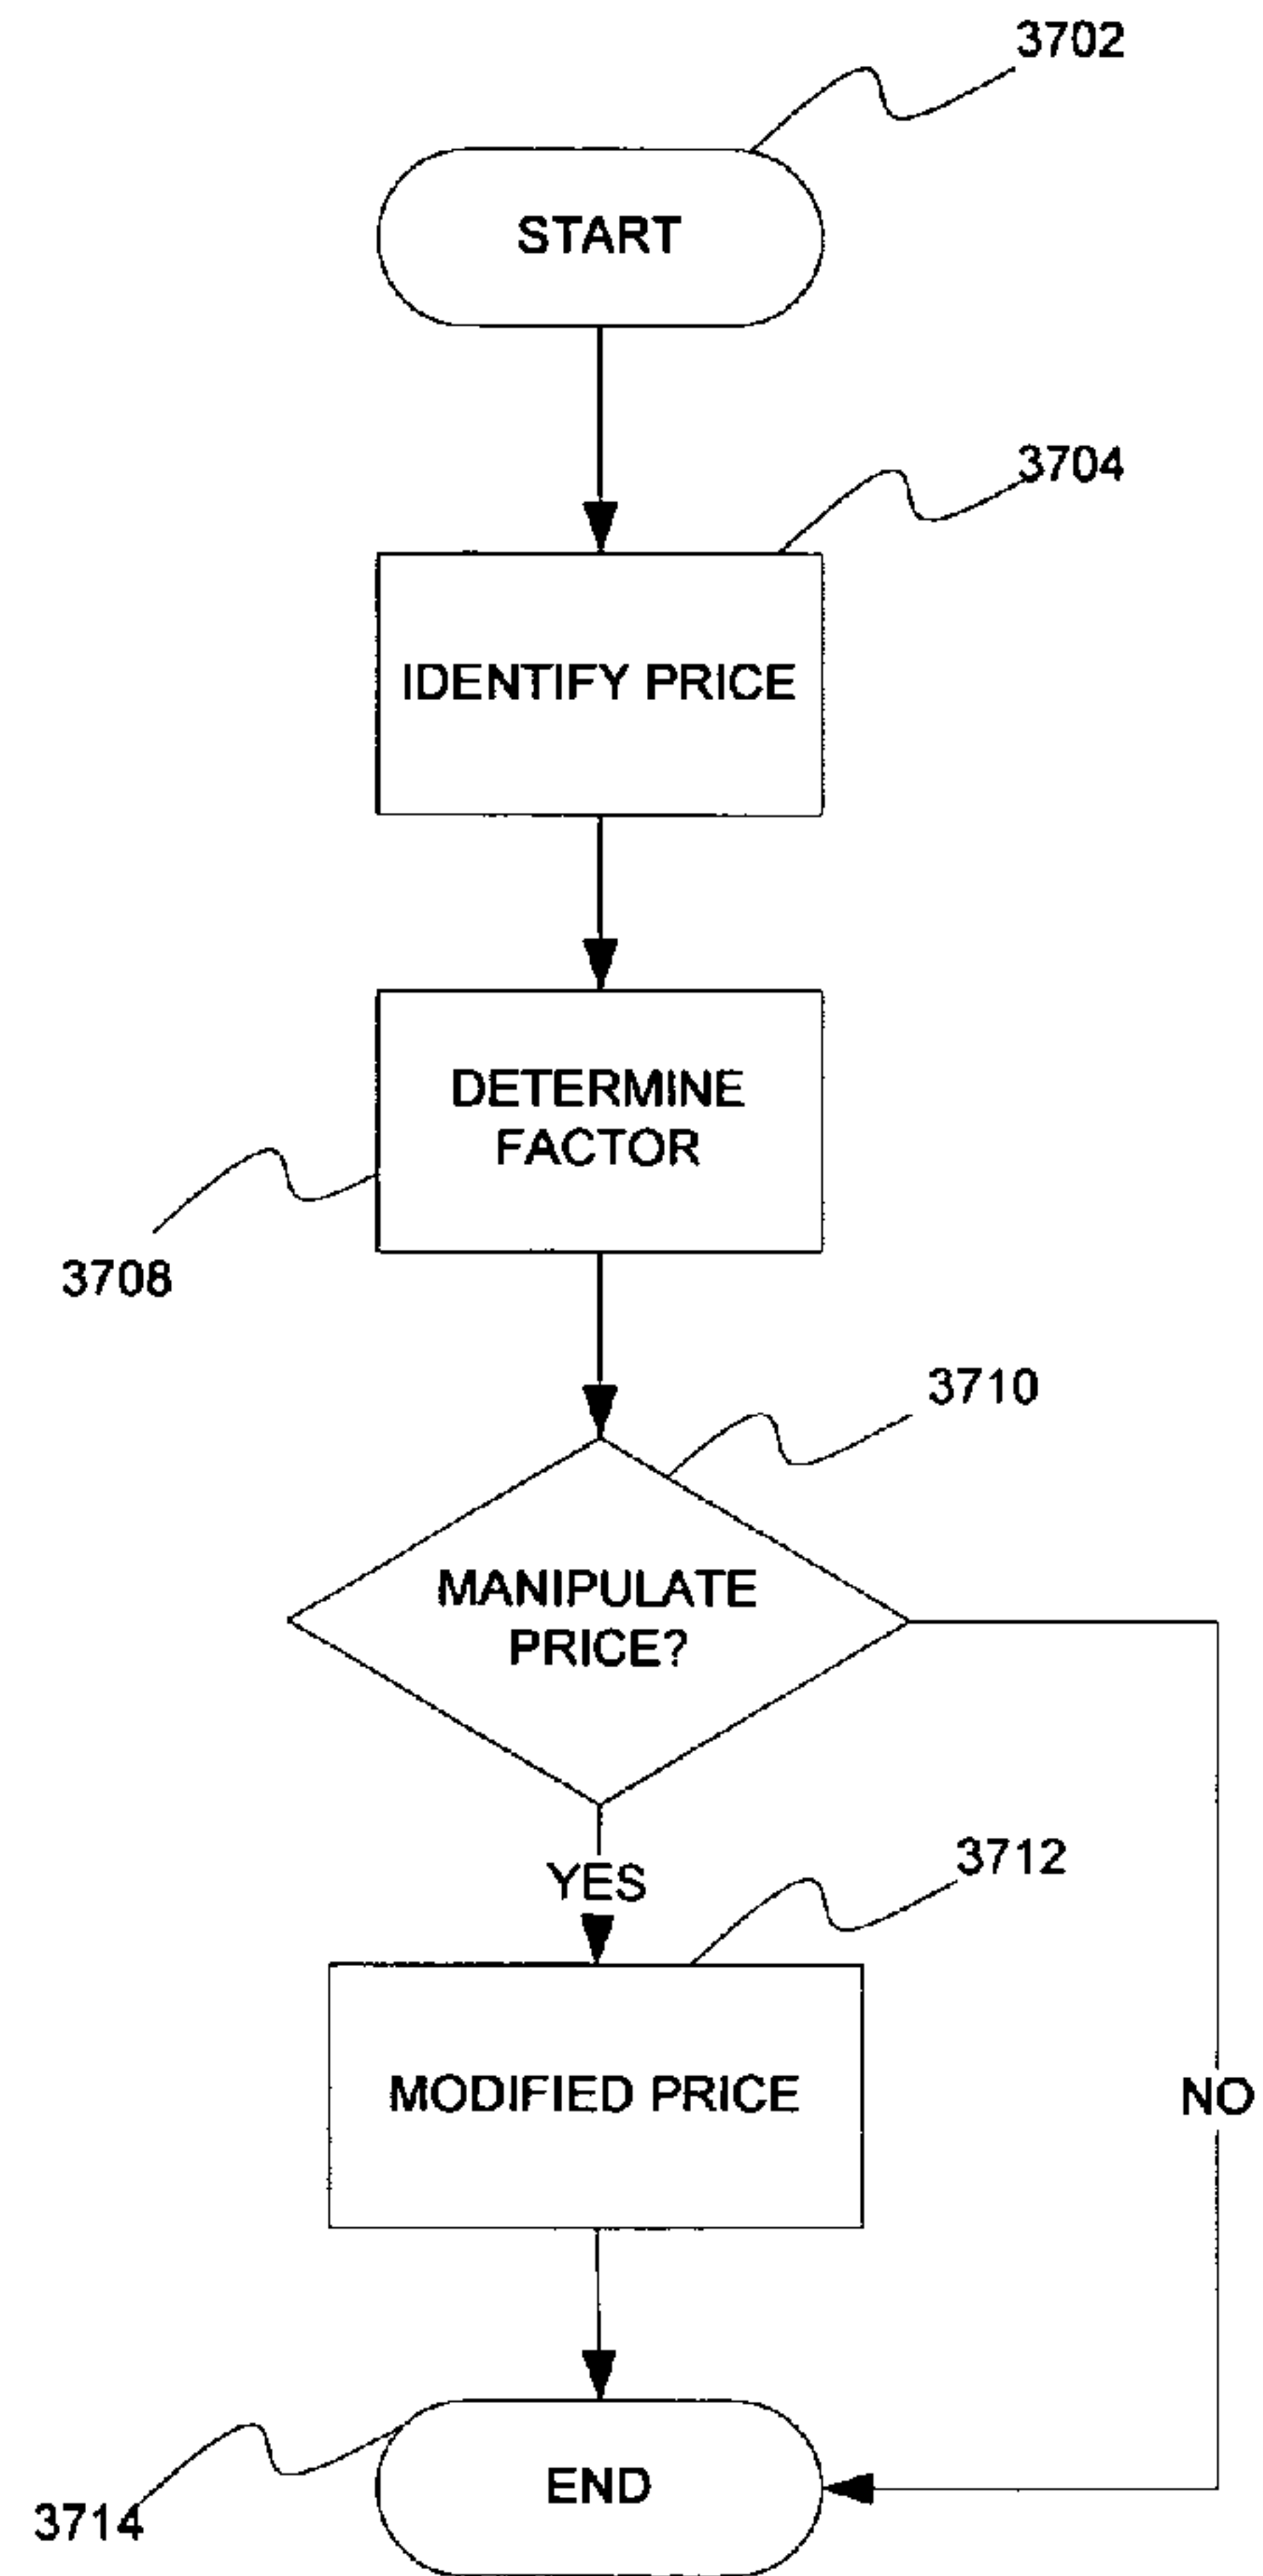 3702
START
3704
IDENTIFY PRICE
DETERMINE
FACTOR
3708
3710
MANIPULATE
PRICE?
3712
YES
MODIFIED PRICE
NO
END
3714